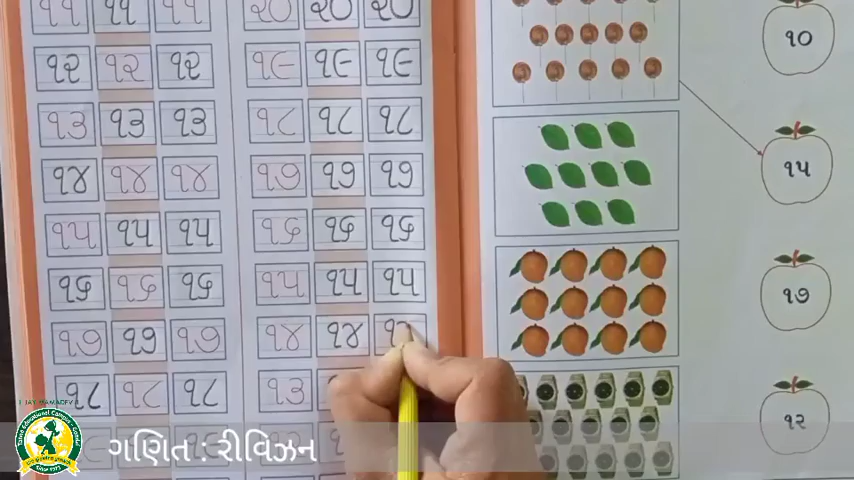 ૧૧ ૧૧ ૧૧ ૨૦ ૨૦ ૨૦
૧૨ ૧૨ ૧૨ ૧૯ ૧૯ ૧૯ ૧૦
૧૩ ૧૩ ૧૩ ૧૮ ૧૮ ૧૮
૧૪ ૧૪ ૧૪ ૧૭ ૧૭ ૧૭ ૧૫
૧૫ ૧૫ ૧૫ ૧૬ ૧૬ ૧૬
૧૬ ૧૬ ૧૬ ૧૫ ૧૫ ૧૫ ૧૭
૧૭ ૧૭ ૧૭ ૧૪ ૧૪
૧૮ ૧૮ ૧૮ ૧૩ ૧૨
ગણિત : રીવિઝન